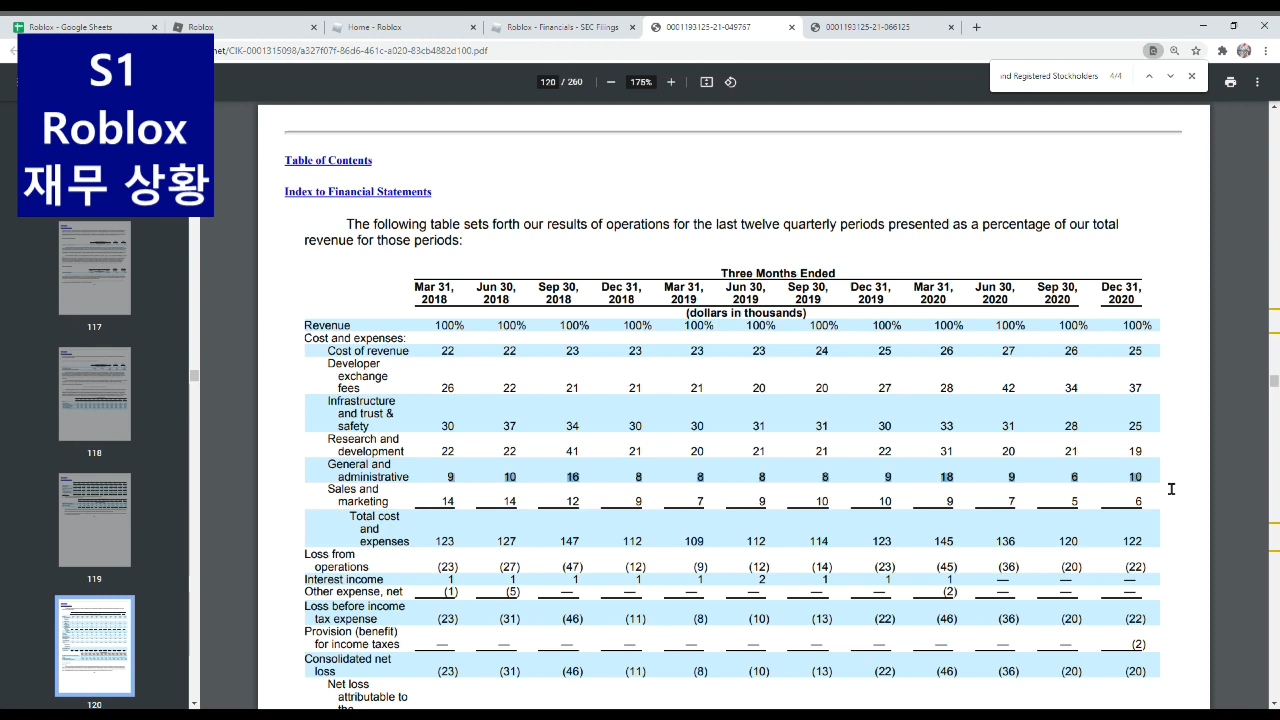 Roblox - Google Sheets
Roblox
Home - Roblox
Roblox - Financials - SEC Filings
0001193125-21-049767
0001193125-21-066125
net/CIK-0001315098/a327f07f-86d6-461c-a020-83cb4882d100.pdf
S1
Roblox
재무 상황
120 / 260
175%
nd Registered Stockholders 4/4
117
118
119
120
Table of Contents
Index to Financial Statements
The following table sets forth our results of operations for the last twelve quarterly periods presented as a percentage of our total
revenue for those periods:
Three Months Ended
Mar 31, Jun 30, Sep 30, Dec 31, Mar 31, Jun 30, Sep 30, Dec 31, Mar 31, Jun 30, Sep 30, Dec 31,
2018 2018 2018 2018 2019 2019 2019 2019 2020 2020 2020 2020
(dollars in thousands)
Revenue 100% 100% 100% 100% 100% 100% 100% 100% 100% 100% 100% 100%
Cost and expenses:
Cost of revenue 22 22 23 23 23 23 24 25 26 27 26 25
Developer
exchange
fees 26 22 21 21 21 20 20 27 28 42 34 37
Infrastructure
and trust &
safety 30 37 34 30 30 31 31 30 33 31 28 25
Research and
development 22 22 41 21 20 21 21 22 31 20 21 19
General and
administrative 9 10 16 8 8 8 8 9 18 9 6 10
Sales and
marketing 14 14 12 9 7 9 10 10 9 7 5 6
Total cost
and
expenses 123 127 147 112 109 112 114 123 145 136 120 122
Loss from
operations (23) (27) (47) (12) (9) (12) (14) (23) (45) (36) (20) (22)
Interest income 1 1 1 1 1 2 1 1 1 — — —
Other expense, net (1) (5) — — — — — — (2) — — —
Loss before income
tax expense (23) (31) (46) (11) (8) (10) (13) (22) (46) (36) (20) (22)
Provision (benefit)
for income taxes — — — — — — — — — — — (2)
Consolidated net
loss (23) (31) (46) (11) (8) (10) (13) (22) (46) (36) (20) (20)
Net loss
attributable to
the